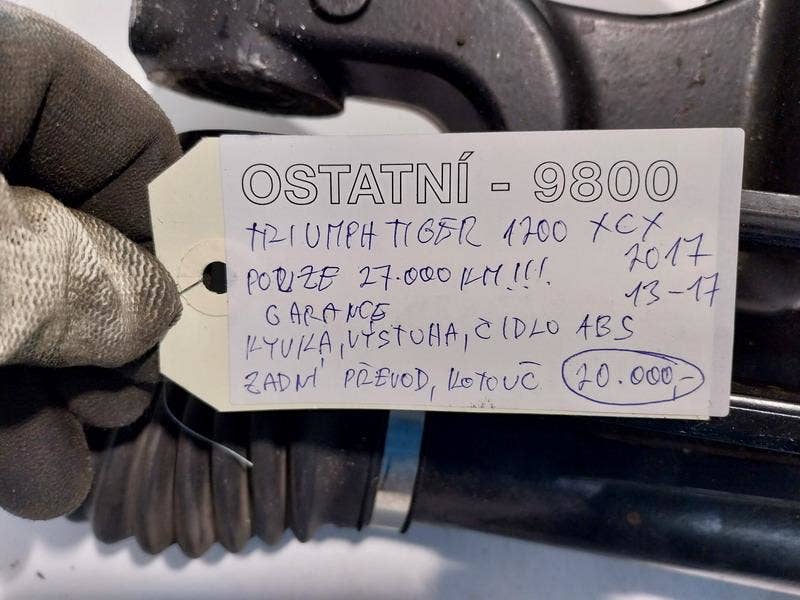 OSTATNÍ - 9800
TRIUMPH TIGER 1200 XCX
2017
POUZE 27.000 KM!!!
13-17
GARANCE
KYVKA, VÝSTUHA, ČIDLO ABS
ZADNÍ PŘEVOD, KOTOUČ 20.000,-